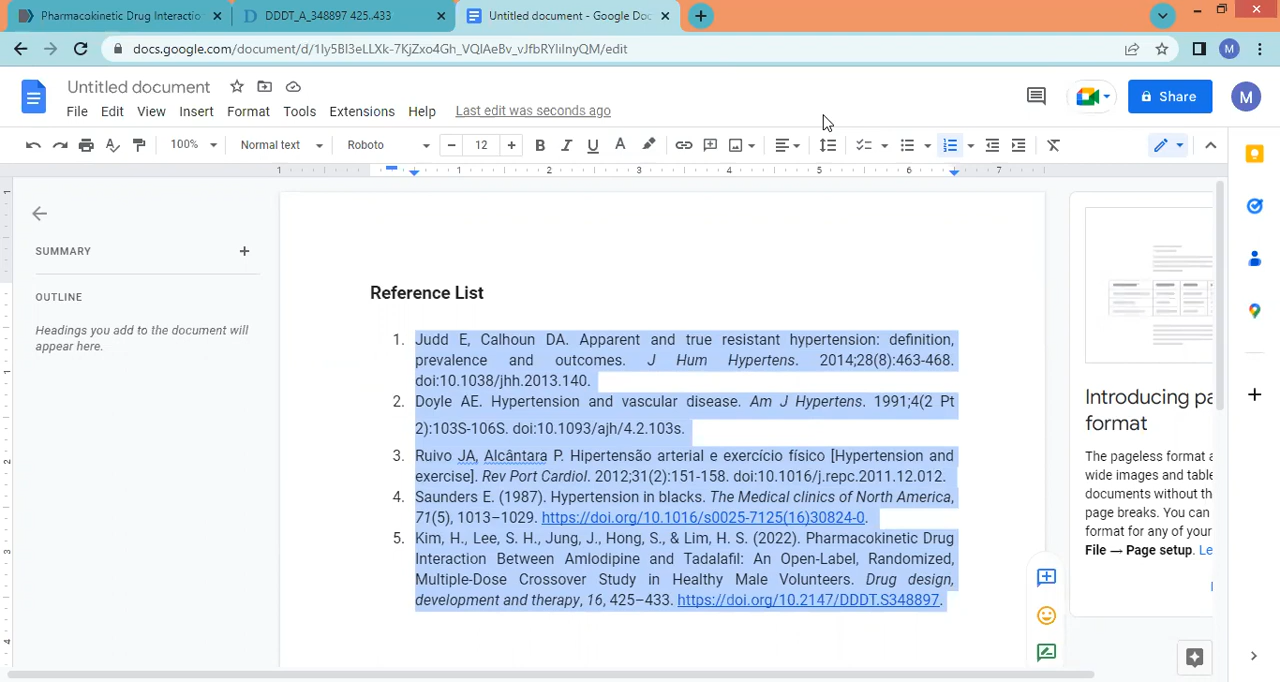 Pharmacokinetic Drug Interactio
DDDT_A_348897 425..433
Untitled document - Google Doc
docs.google.com/document/d/1Iy5BI3eLLXk-7KjZxo4Gh_VQIAeBv_vJfbRYIiInyQM/edit
M
Untitled document
File Edit View Insert Format Tools Extensions Help Last edit was seconds ago
Share
M
100% Normal text Roboto 12
1 1 2 3 4 5 6 7
SUMMARY
OUTLINE
Headings you add to the document will
appear here.
Reference List
1. Judd E, Calhoun DA. Apparent and true resistant hypertension: definition,
prevalence and outcomes. J Hum Hypertens. 2014;28(8):463-468.
doi:10.1038/jhh.2013.140.
2. Doyle AE. Hypertension and vascular disease. Am J Hypertens. 1991;4(2 Pt
2):103S-106S. doi:10.1093/ajh/4.2.103s.
3. Ruivo JA, Alcântara P. Hipertensão arterial e exercício físico [Hypertension and
exercise]. Rev Port Cardiol. 2012;31(2):151-158. doi:10.1016/j.repc.2011.12.012.
4. Saunders E. (1987). Hypertension in blacks. The Medical clinics of North America,
71(5), 1013–1029. https://doi.org/10.1016/s0025-7125(16)30824-0.
5. Kim, H., Lee, S. H., Jung, J., Hong, S., & Lim, H. S. (2022). Pharmacokinetic Drug
Interaction Between Amlodipine and Tadalafil: An Open-Label, Randomized,
Multiple-Dose Crossover Study in Healthy Male Volunteers. Drug design,
development and therapy, 16, 425–433. https://doi.org/10.2147/DDDT.S348897.
Introducing pa
format
The pageless format a
wide images and table
documents without th
page breaks. You can
format for any of your
File → Page setup. Le